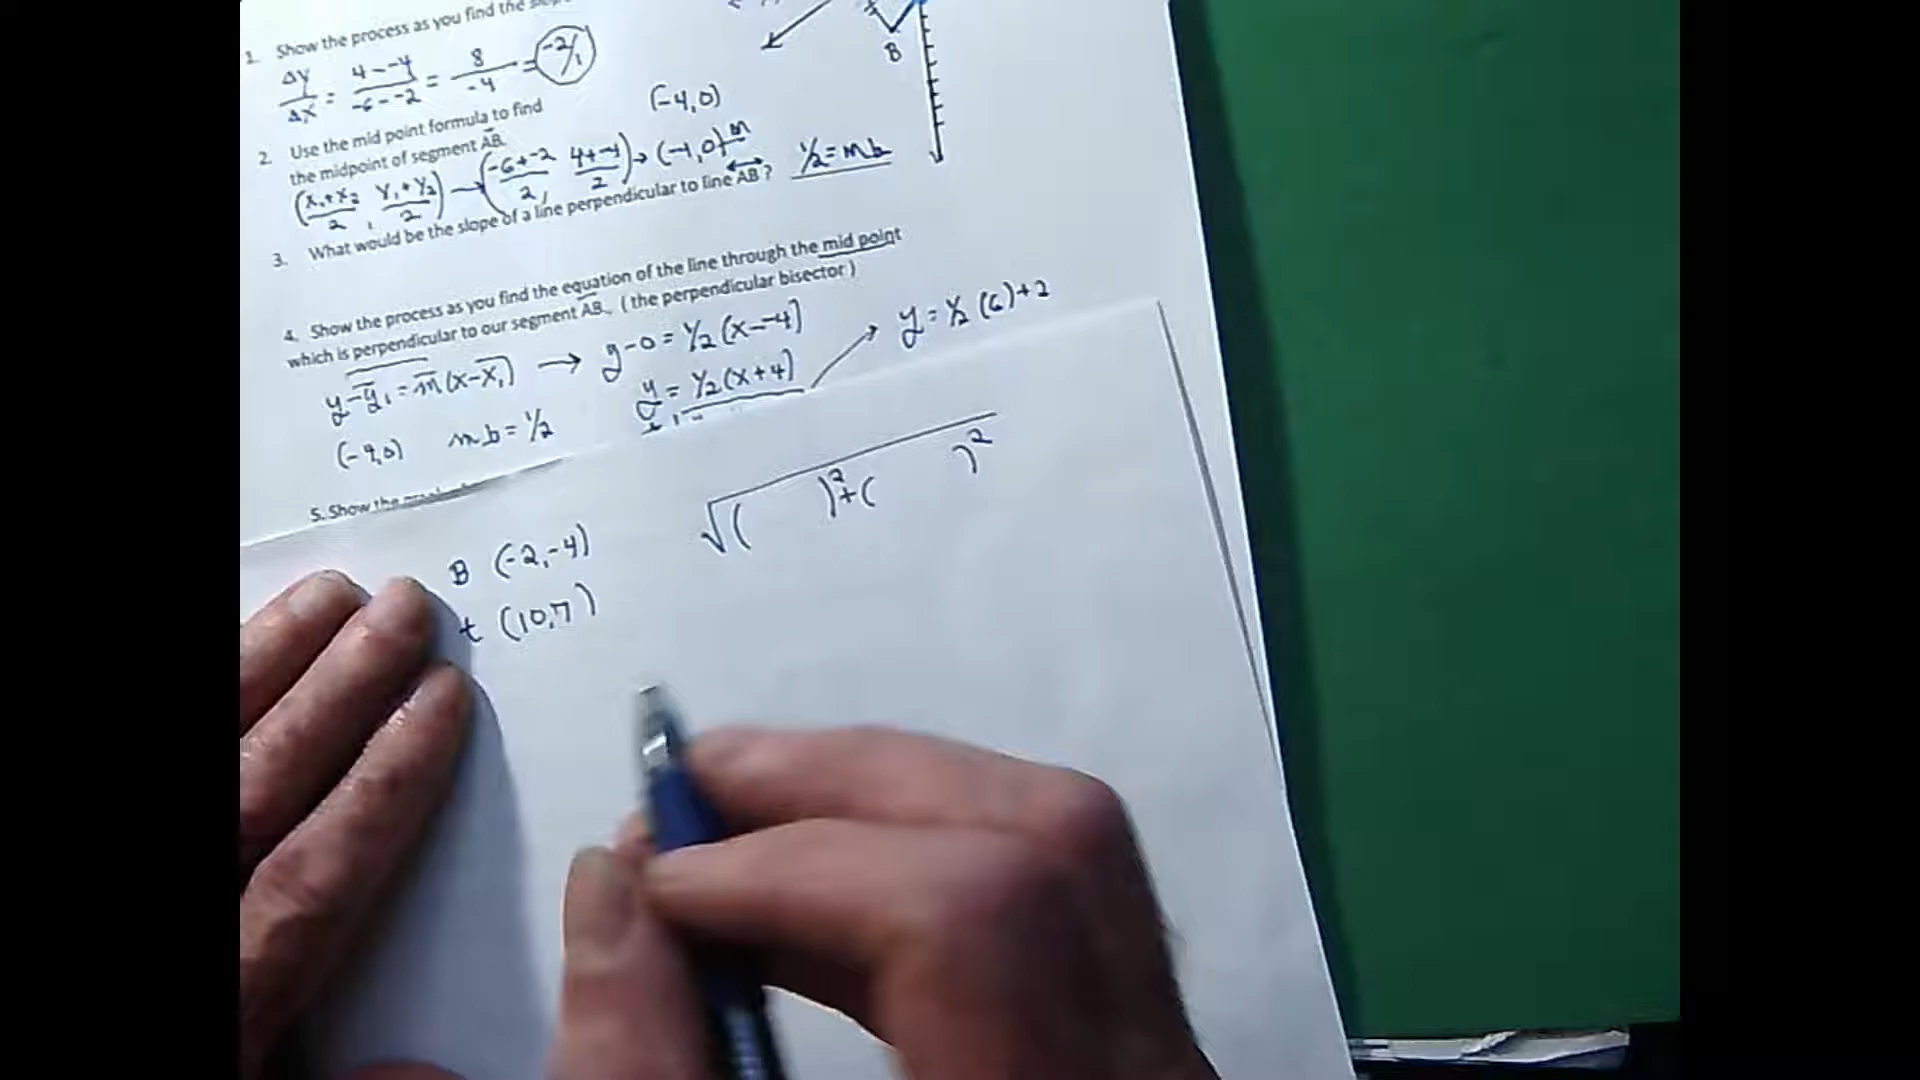 1. Show the process as you find the
ΔY/ΔX = 4--4/-6--2 = 8/-4 = -2/1
B
(-4,0)
2. Use the mid point formula to find
the midpoint of segment AB.
(X₁+X₂/2, Y₁+Y₂/2) → (-6+-2/2, 4+-4/2) → (-4,0) m
3. What would be the slope of a line perpendicular to line AB? 1/2 = mb
4. Show the process as you find the equation of the line through the mid point
which is perpendicular to our segment AB. (the perpendicular bisector)
y-y₁ = m(x-x₁) → y-0 = 1/2(x--4)
y = 1/2(x+4) → y = 1/2(6)+2
(-4,0) mb = 1/2
5. Show the
B (-2,-4) √( )²+( )²
t (10,7)